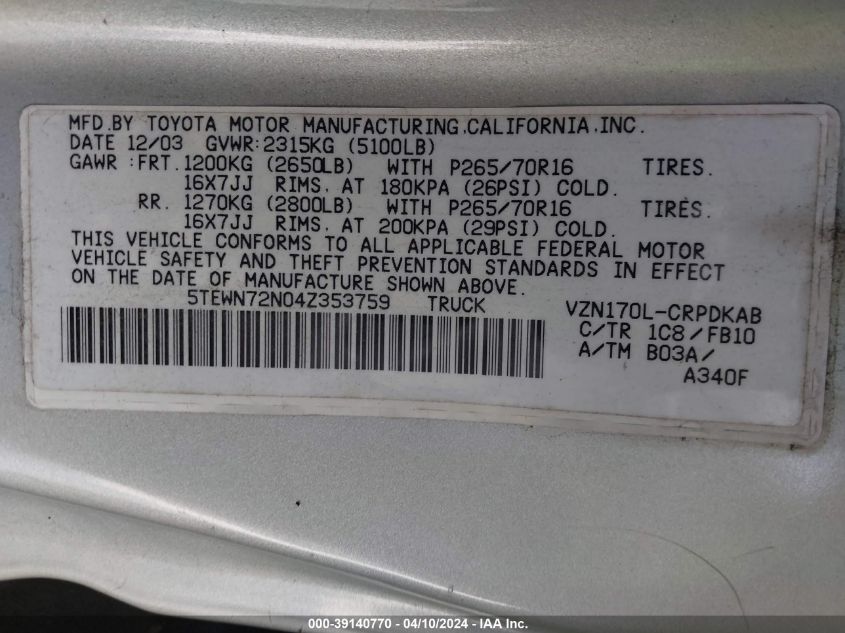 MFD.BY TOYOTA MOTOR MANUFACTURING,CALIFORNIA,INC.
DATE 12/03 GVWR:2315KG (5100LB)
GAWR :FRT.1200KG (2650LB) WITH P265/70R16 TIRES.
16X7JJ RIMS. AT 180KPA (26PSI) COLD.
RR. 1270KG (2800LB) WITH P265/70R16 TIRES.
16X7JJ RIMS. AT 200KPA (29PSI) COLD.
THIS VEHICLE CONFORMS TO ALL APPLICABLE FEDERAL MOTOR
VEHICLE SAFETY AND THEFT PREVENTION STANDARDS IN EFFECT
ON THE DATE OF MANUFACTURE SHOWN ABOVE.
5TEWN72N04Z353759 TRUCK VZN170L-CRPDKAB
C/TR 1C8/FB10
A/TM B03A/
A340F
000-39140770 - 04/10/2024 - IAA Inc.